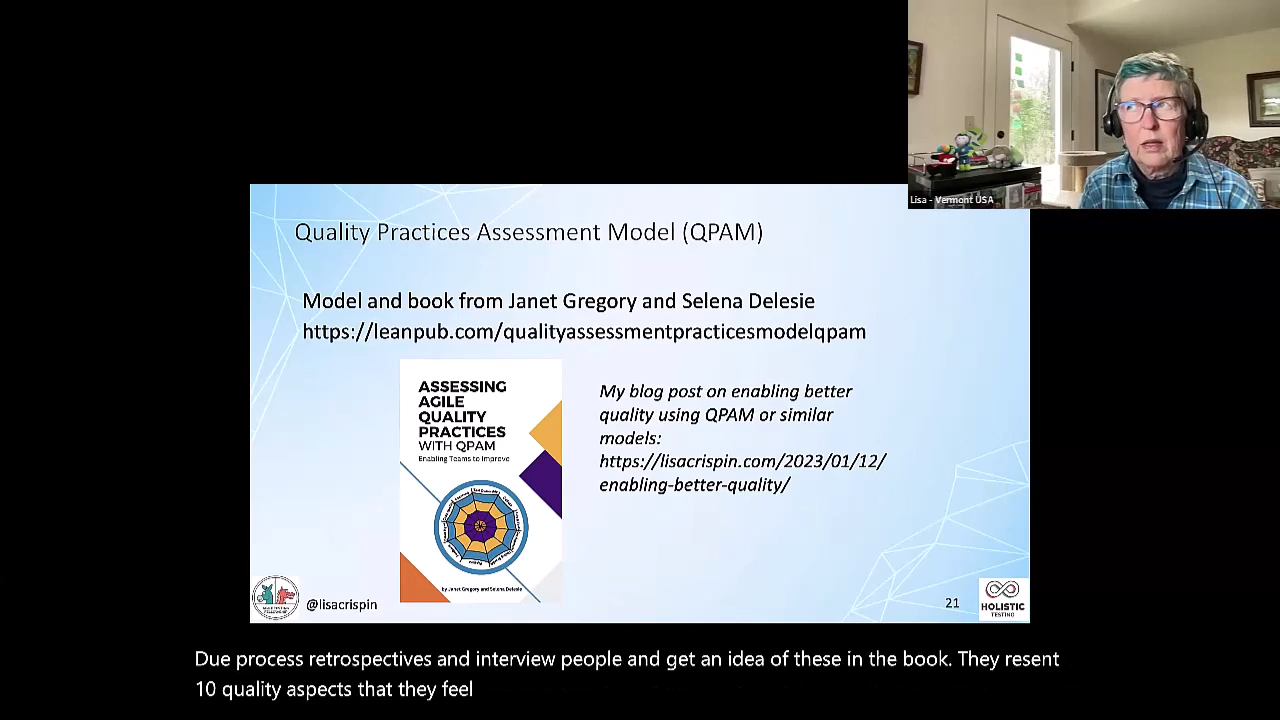 Lisa - Vermont USA
Quality Practices Assessment Model (QPAM)
Model and book from Janet Gregory and Selena Delesie
https://leanpub.com/qualityassessmentpracticesmodelqpam
ASSESSING
AGILE
QUALITY
PRACTICES
WITH QPAM
Enabling Teams to Improve
by Janet Gregory and Selena Delesie
My blog post on enabling better
quality using QPAM or similar
models:
https://lisacrispin.com/2023/01/12/
enabling-better-quality/
@lisacrispin
21
HOLISTIC
TESTING
Due process retrospectives and interview people and get an idea of these in the book. They resent
10 quality aspects that they feel